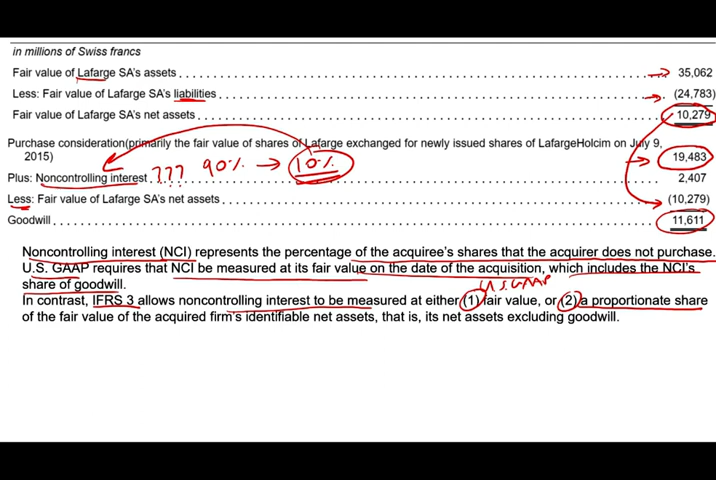 in millions of Swiss francs
Fair value of Lafarge SA's assets 35,062
Less: Fair value of Lafarge SA's liabilities (24,783)
Fair value of Lafarge SA's net assets 10,279
Purchase consideration(primarily the fair value of shares of Lafarge exchanged for newly issued shares of LafargeHolcim on July 9,
2015) 19,483
Plus: Noncontrolling interest ??? 90% → 10% 2,407
Less: Fair value of Lafarge SA's net assets (10,279)
Goodwill 11,611
Noncontrolling interest (NCI) represents the percentage of the acquiree's shares that the acquirer does not purchase.
U.S. GAAP requires that NCI be measured at its fair value on the date of the acquisition, which includes the NCI's
share of goodwill.
U.S. GAAP
In contrast, IFRS 3 allows noncontrolling interest to be measured at either (1) fair value, or (2) a proportionate share
of the fair value of the acquired firm's identifiable net assets, that is, its net assets excluding goodwill.